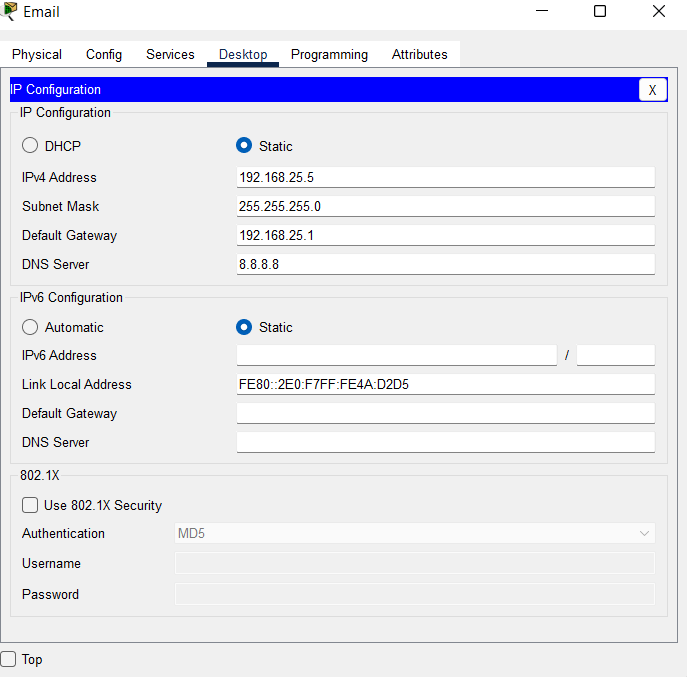 Email
Physical Config Services Desktop Programming Attributes
IP Configuration X
IP Configuration
DHCP Static
IPv4 Address 192.168.25.5
Subnet Mask 255.255.255.0
Default Gateway 192.168.25.1
DNS Server 8.8.8.8
IPv6 Configuration
Automatic Static
IPv6 Address /
Link Local Address FE80::2E0:F7FF:FE4A:D2D5
Default Gateway
DNS Server
802.1X
Use 802.1X Security
Authentication MD5
Username
Password
Top